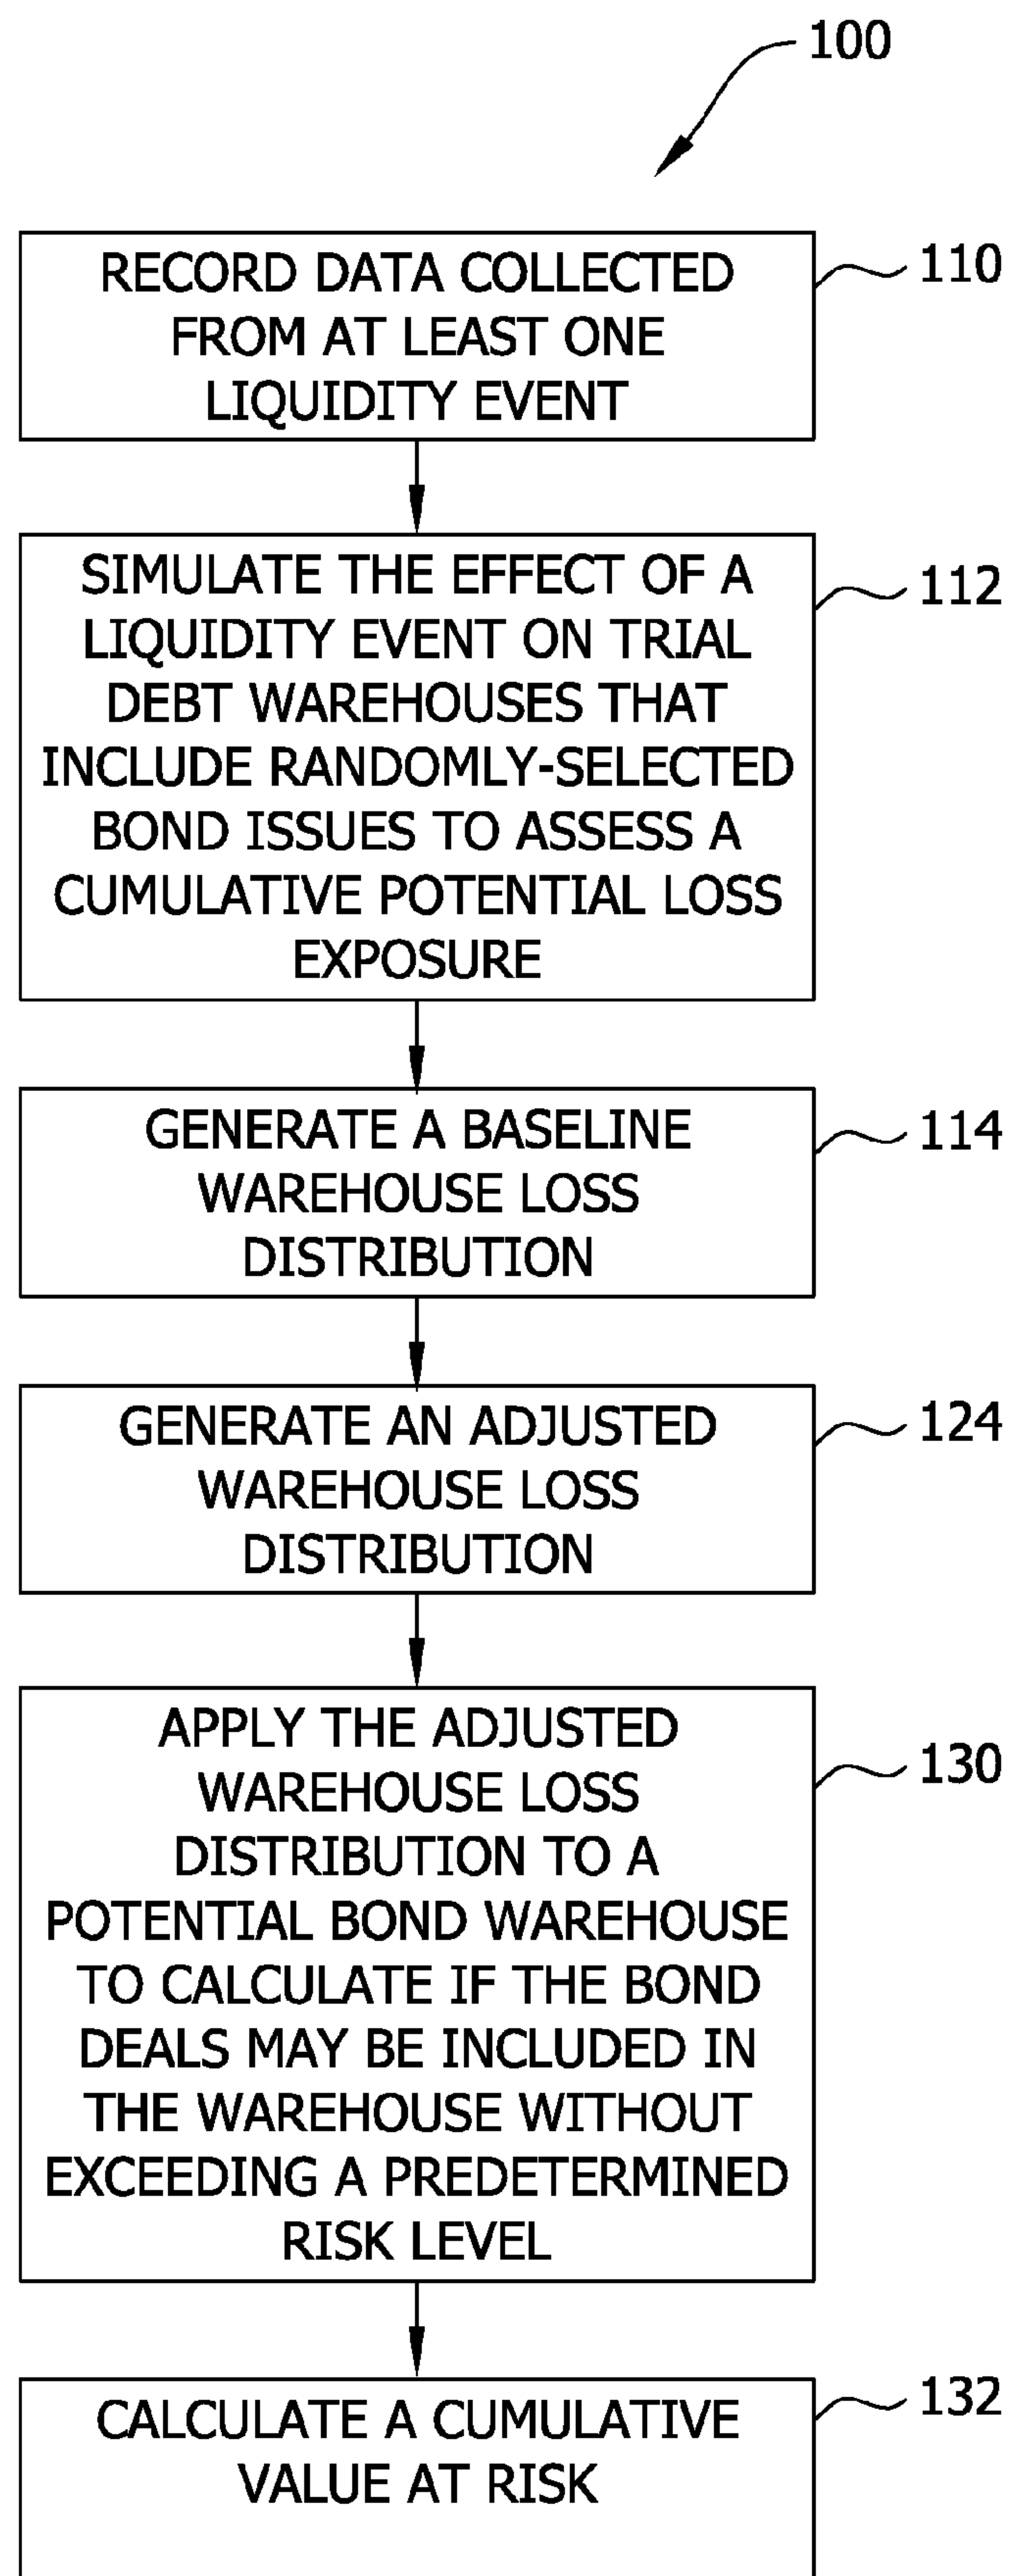 100
RECORD DATA COLLECTED
FROM AT LEAST ONE
LIQUIDITY EVENT
110
SIMULATE THE EFFECT OF A
LIQUIDITY EVENT ON TRIAL
DEBT WAREHOUSES THAT
INCLUDE RANDOMLY-SELECTED
BOND ISSUES TO ASSESS A
CUMULATIVE POTENTIAL LOSS
EXPOSURE
112
GENERATE A BASELINE
WAREHOUSE LOSS
DISTRIBUTION
114
GENERATE AN ADJUSTED
WAREHOUSE LOSS
DISTRIBUTION
124
APPLY THE ADJUSTED
WAREHOUSE LOSS
DISTRIBUTION TO A
POTENTIAL BOND WAREHOUSE
TO CALCULATE IF THE BOND
DEALS MAY BE INCLUDED IN
THE WAREHOUSE WITHOUT
EXCEEDING A PREDETERMINED
RISK LEVEL
130
CALCULATE A CUMULATIVE
VALUE AT RISK
132